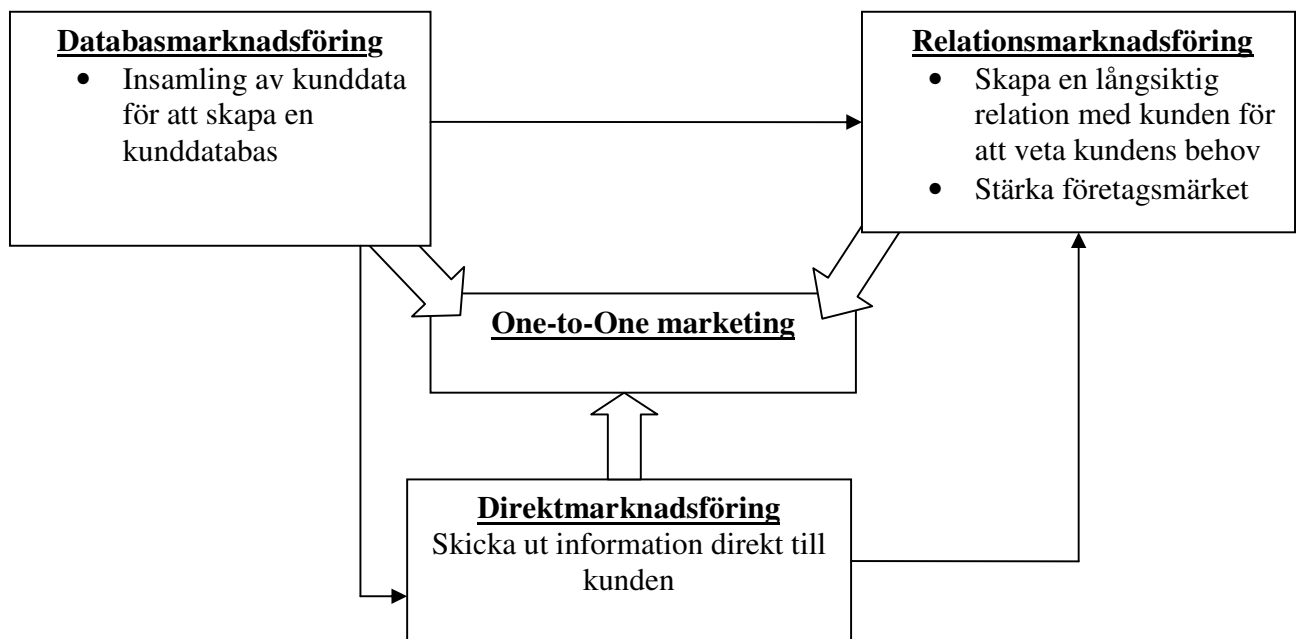 Databasmarknadsföring
• Insamling av kunddata
för att skapa en
kunddatabas
Relationsmarknadsföring
• Skapa en långsiktig
relation med kunden för
att veta kundens behov
• Stärka företagsmärket
One-to-One marketing
Direktmarknadsföring
Skicka ut information direkt till
kunden